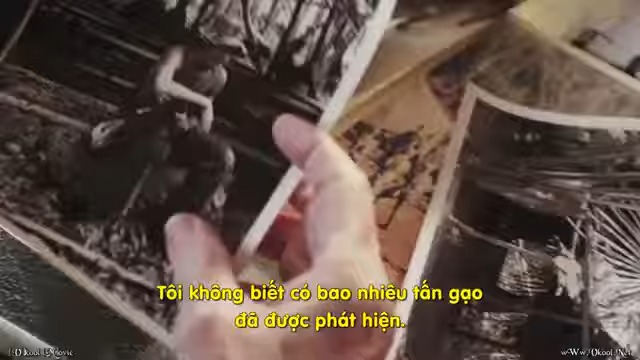 Tôi không biết có bao nhiêu tấn gạo
đã được phát hiện.